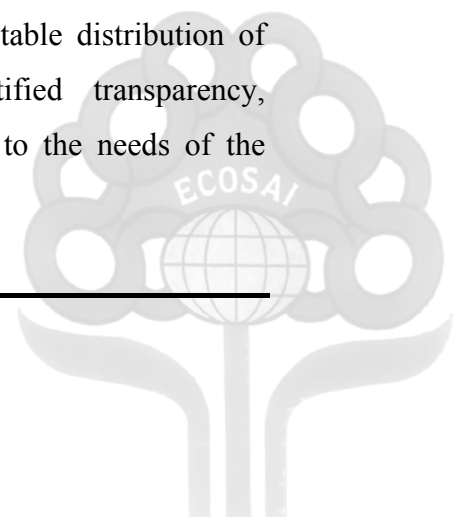 table distribution of
tified transparency,
to the needs of the
ECOSAI